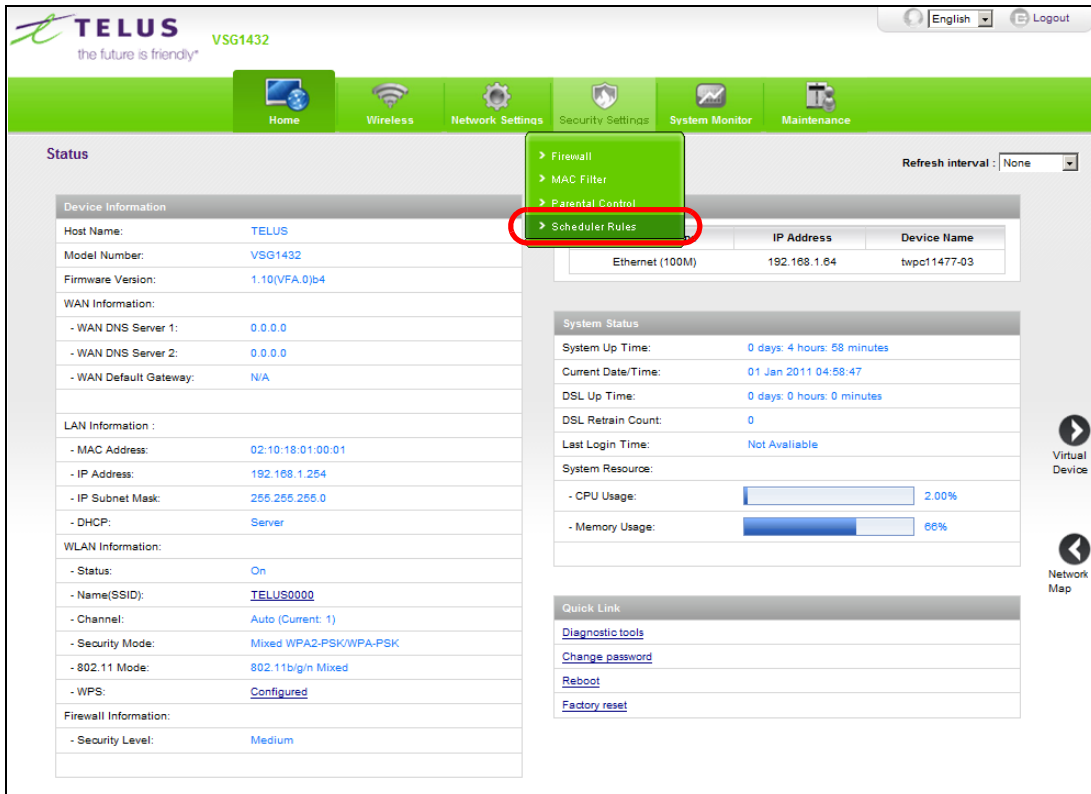 TELUS
the future is friendly*
VSG1432
English
Logout
Home
Wireless
Network Settings
Security Settings
System Monitor
Maintenance
> Firewall
> MAC Filter
> Parental Control
> Scheduler Rules
Status
Refresh interval : None
Device Information
Host Name: TELUS
Model Number: VSG1432
Firmware Version: 1.10(VFA.0)b4
WAN Information:
- WAN DNS Server 1: 0.0.0.0
- WAN DNS Server 2: 0.0.0.0
- WAN Default Gateway: N/A
LAN Information :
- MAC Address: 02:10:18:01:00:01
- IP Address: 192.168.1.254
- IP Subnet Mask: 255.255.255.0
- DHCP: Server
WLAN Information:
- Status: On
- Name(SSID): TELUS0000
- Channel: Auto (Current: 1)
- Security Mode: Mixed WPA2-PSK/WPA-PSK
- 802.11 Mode: 802.11b/g/n Mixed
- WPS: Configured
Firewall Information:
- Security Level: Medium
IP Address Device Name
Ethernet (100M) 192.168.1.64 twpc11477-03
System Status
System Up Time: 0 days: 4 hours: 58 minutes
Current Date/Time: 01 Jan 2011 04:58:47
DSL Up Time: 0 days: 0 hours: 0 minutes
DSL Retrain Count: 0
Last Login Time: Not Avaliable
System Resource:
- CPU Usage: 2.00%
- Memory Usage: 66%
Quick Link
Diagnostic tools
Change password
Reboot
Factory reset
Virtual
Device
Network
Map